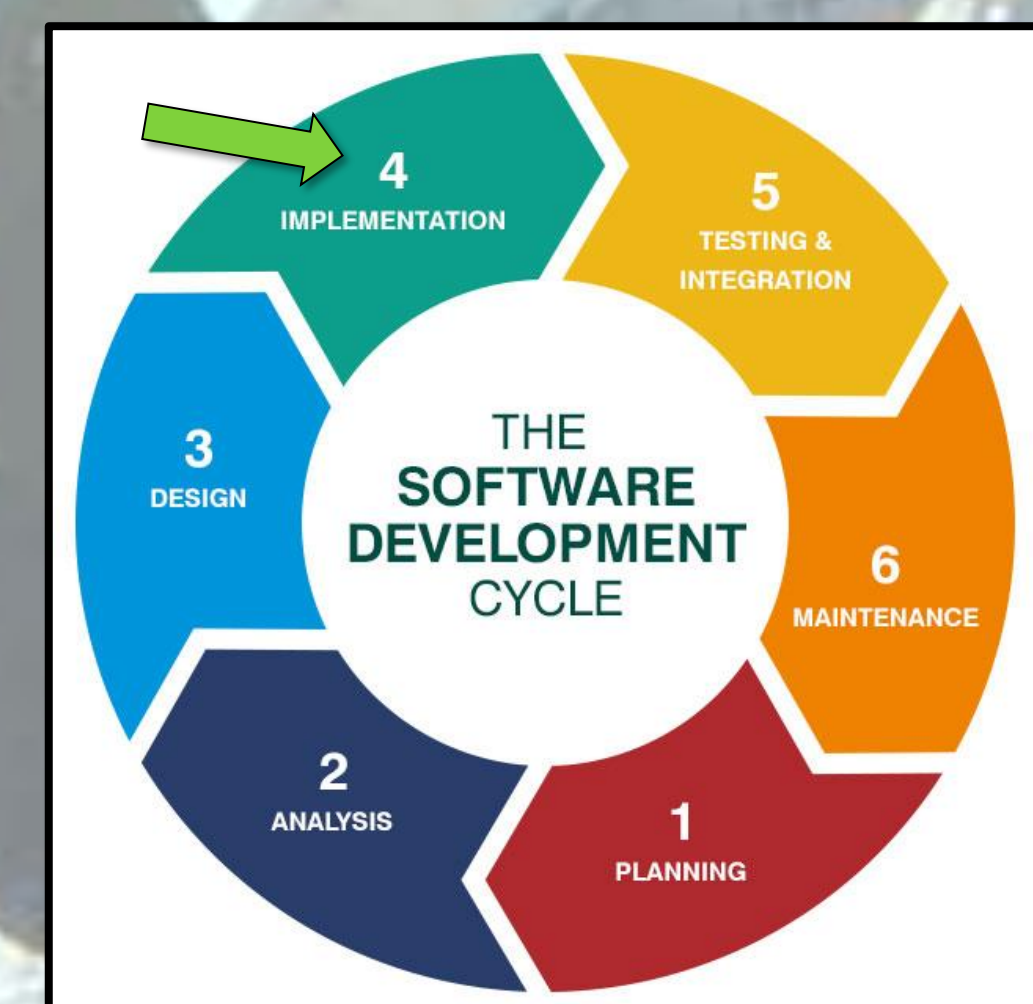 THE
SOFTWARE
DEVELOPMENT
CYCLE
1
PLANNING
2
ANALYSIS
3
DESIGN
4
IMPLEMENTATION
5
TESTING &
INTEGRATION
6
MAINTENANCE